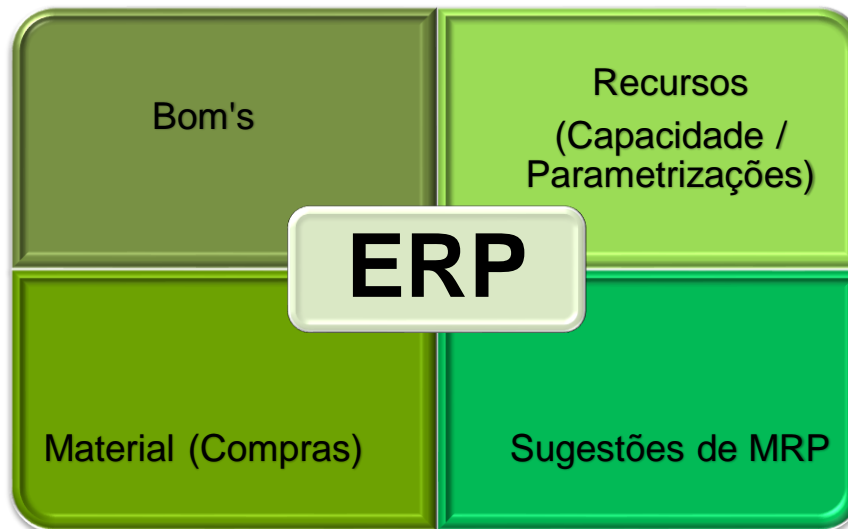 Bom's
Recursos
(Capacidade /
Parametrizações)
ERP
Material (Compras)
Sugestões de MRP